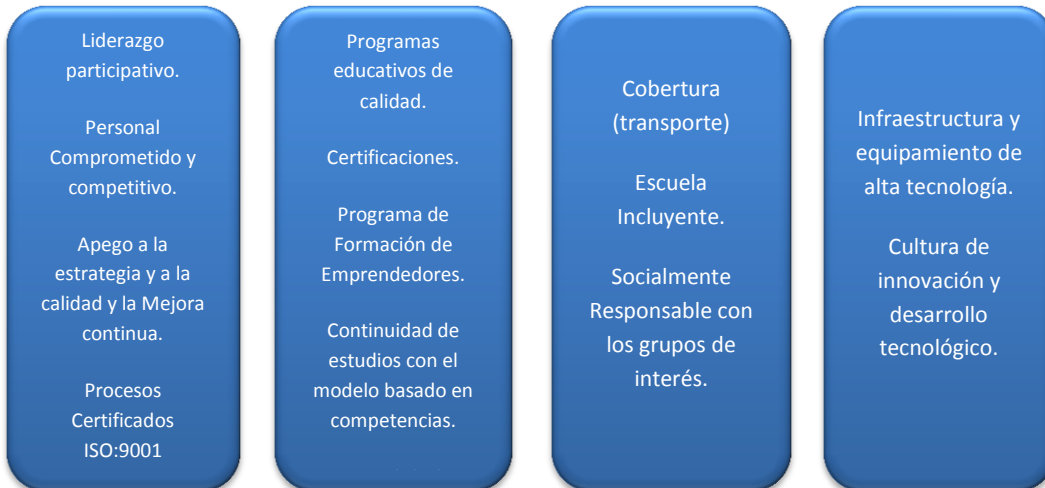 Liderazgo
participativo.
Personal
Comprometido y
competitivo.
Apego a la
estrategia y a la
calidad y la Mejora
continua.
Procesos
Certificados
ISO:9001
Programas
educativos de
calidad.
Certificaciones.
Programa de
Formación de
Emprendedores.
Continuidad de
estudios con el
modelo basado en
competencias.
Cobertura
(transporte)
Escuela
Incluyente.
Socialmente
Responsable con
los grupos de
interés.
Infraestructura y
equipamiento de
alta tecnología.
Cultura de
innovación y
desarrollo
tecnológico.